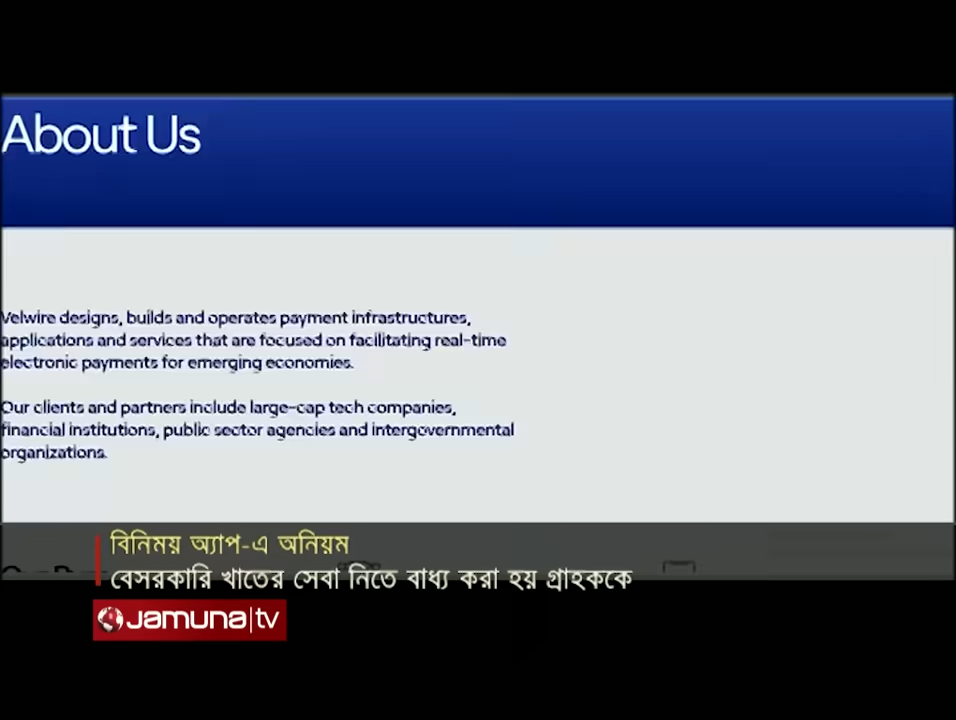 About Us
Velwire designs, builds and operates payment infrastructures,
applications and services that are focused on facilitating real-time
electronic payments for emerging economies.
Our clients and partners include large-cap tech companies,
financial institutions, public sector agencies and intergovernmental
organizations.
বিনিময় অ্যাপ-এ অনিয়ম
বেসরকারি খাতের সেবা নিতে বাধ্য করা হয় গ্রাহককে
Jamuna|tv